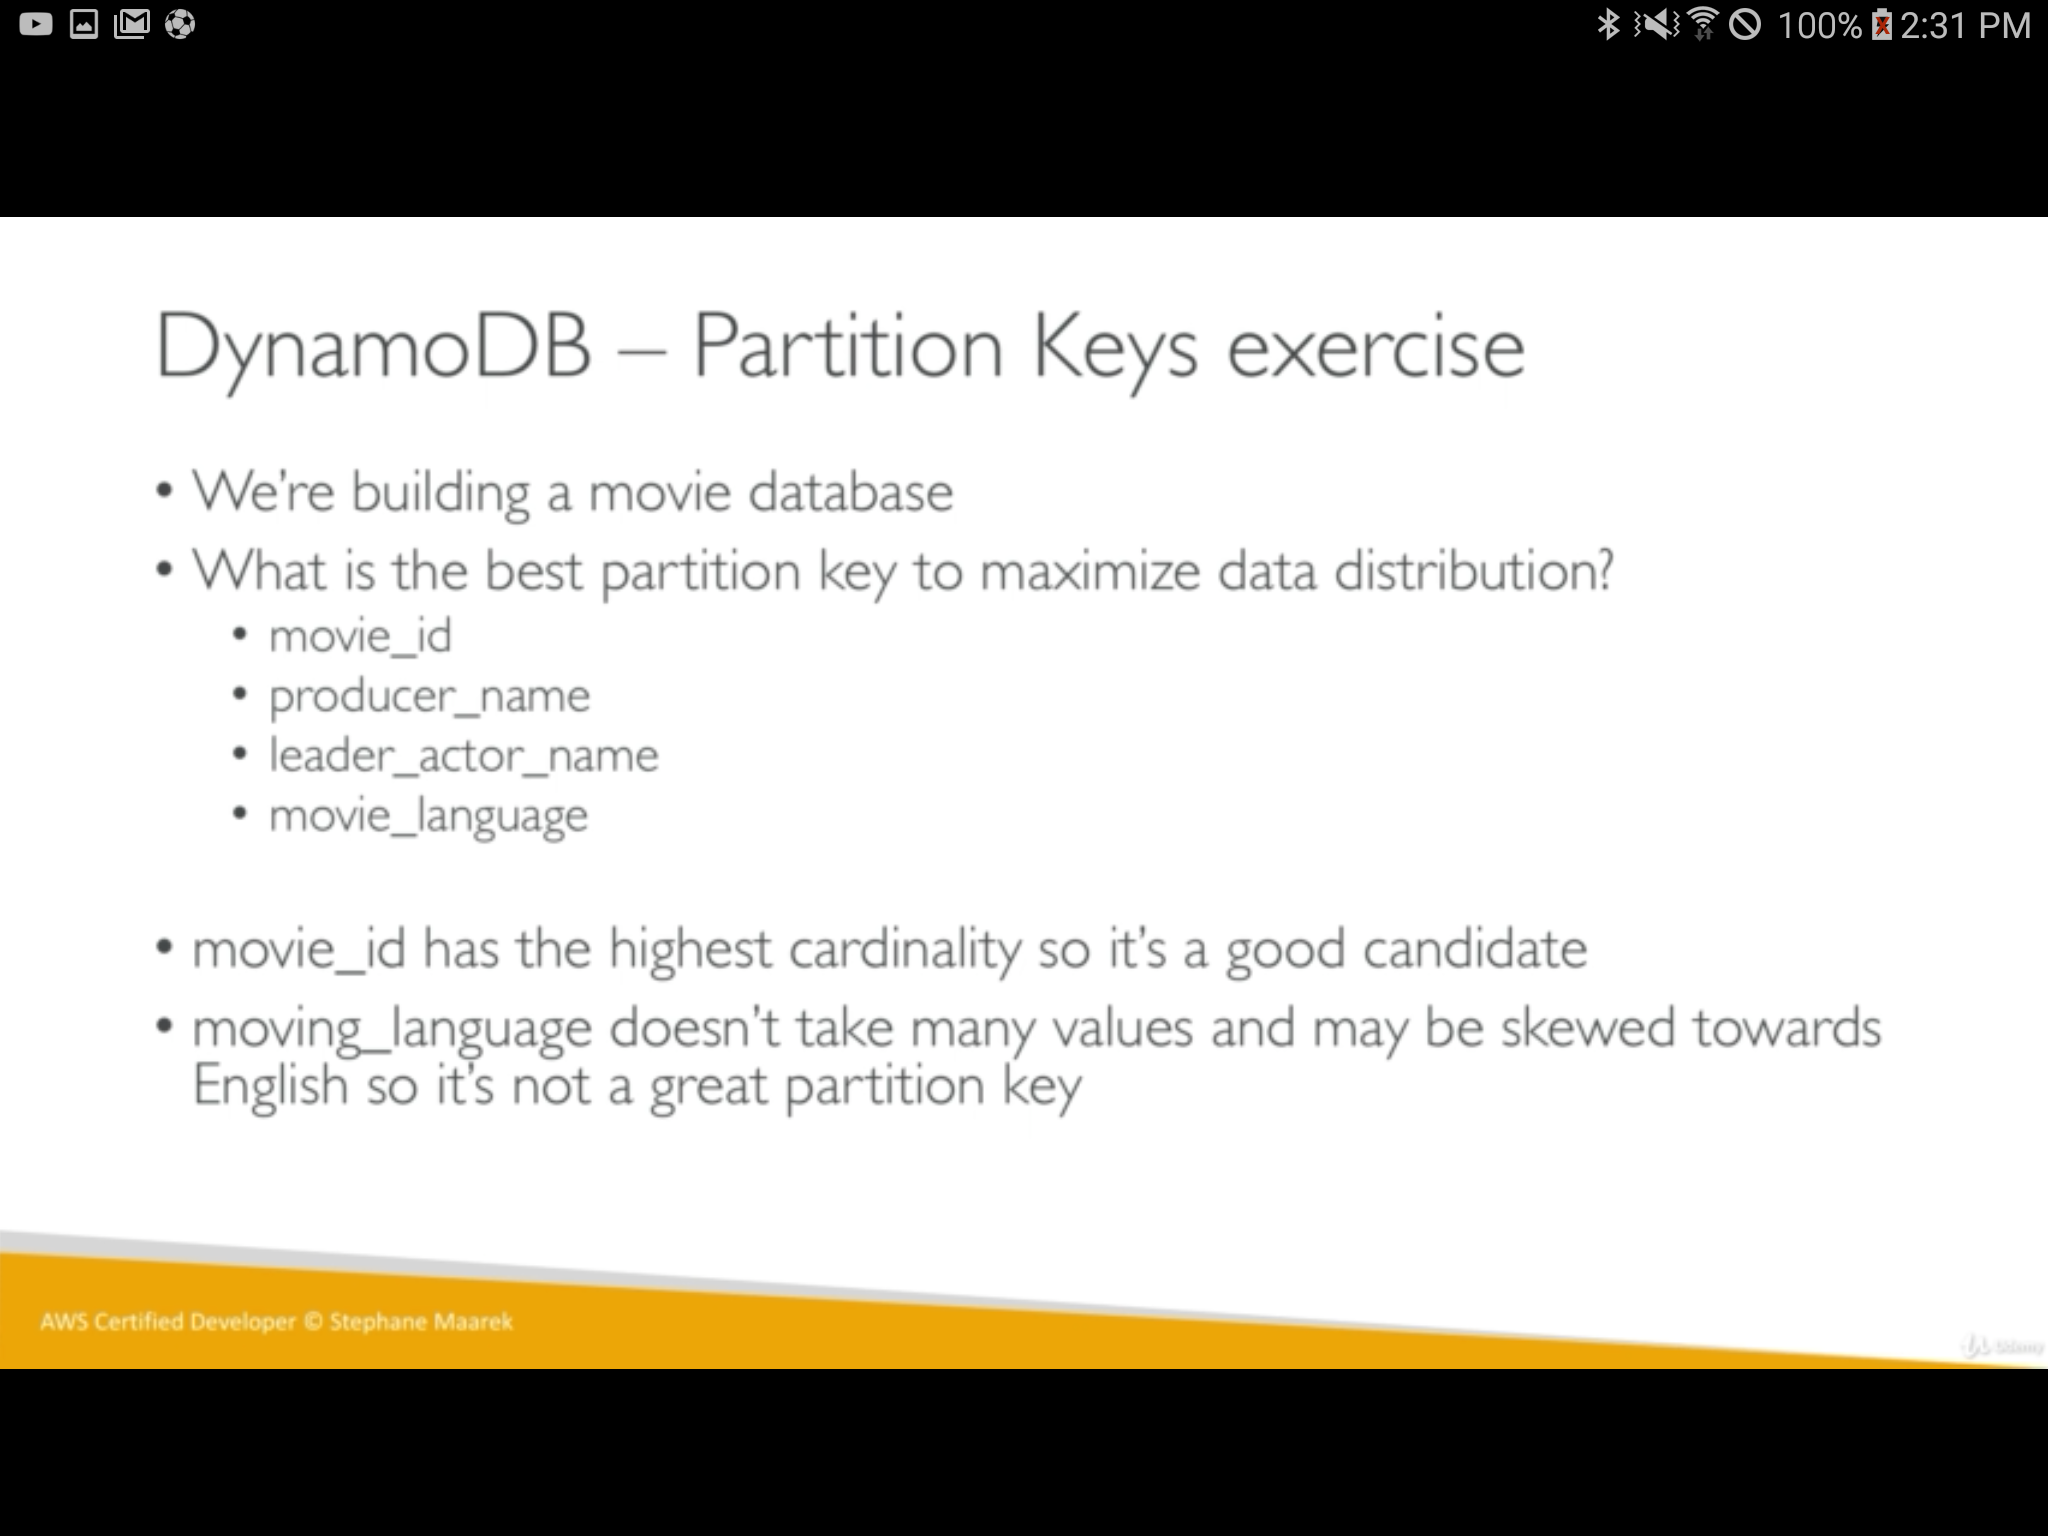 100% 2:31 PM
DynamoDB – Partition Keys exercise
• We're building a movie database
• What is the best partition key to maximize data distribution?
• movie_id
• producer_name
• leader_actor_name
• movie_language
• movie_id has the highest cardinality so it's a good candidate
• moving_language doesn't take many values and may be skewed towards
English so it's not a great partition key
AWS Certified Developer © Stephane Maarek
Udemy